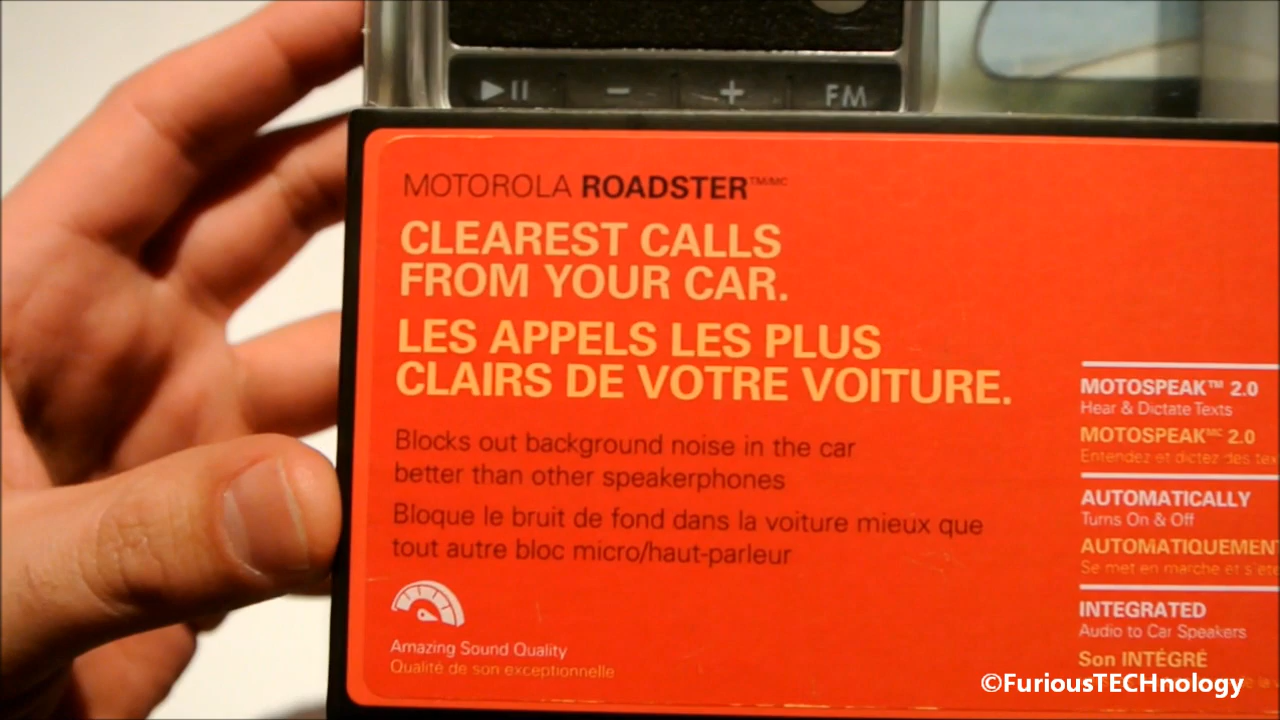 FM
MOTOROLA ROADSTER™/MC
CLEAREST CALLS
FROM YOUR CAR.
LES APPELS LES PLUS
CLAIRS DE VOTRE VOITURE.
Blocks out background noise in the car
better than other speakerphones
Bloque le bruit de fond dans la voiture mieux que
tout autre bloc micro/haut-parleur
Amazing Sound Quality
Qualité de son exceptionnelle
MOTOSPEAK™ 2.0
Hear & Dictate Texts
MOTOSPEAK MC 2.0
Entendez et dictez des
AUTOMATICALLY
Turns On & Off
AUTOMATIQUEMENT
Se met en marche et
INTEGRATED
Audio to Car Speakers
Son INTÉGRÉ
©FuriousTECHnology